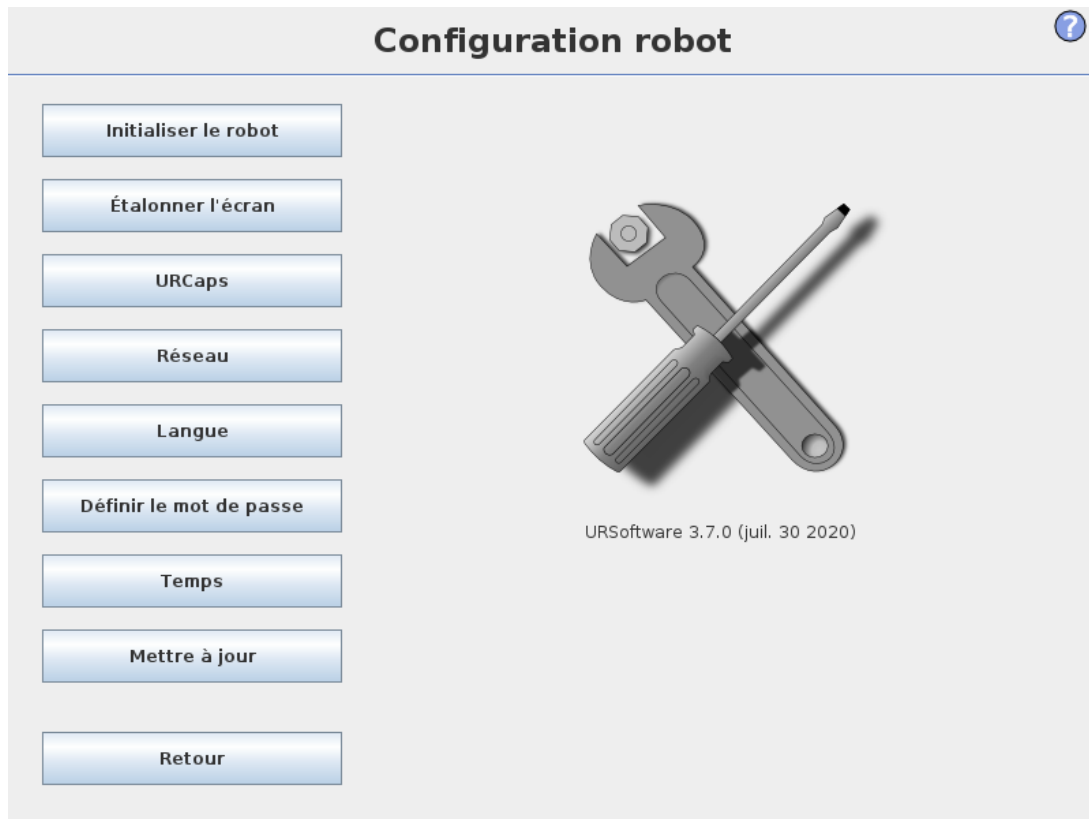 Configuration robot
?
Initialiser le robot
Étalonner l'écran
URCaps
Réseau
Langue
Définir le mot de passe
Temps
Mettre à jour
Retour
URSoftware 3.7.0 (juil. 30 2020)